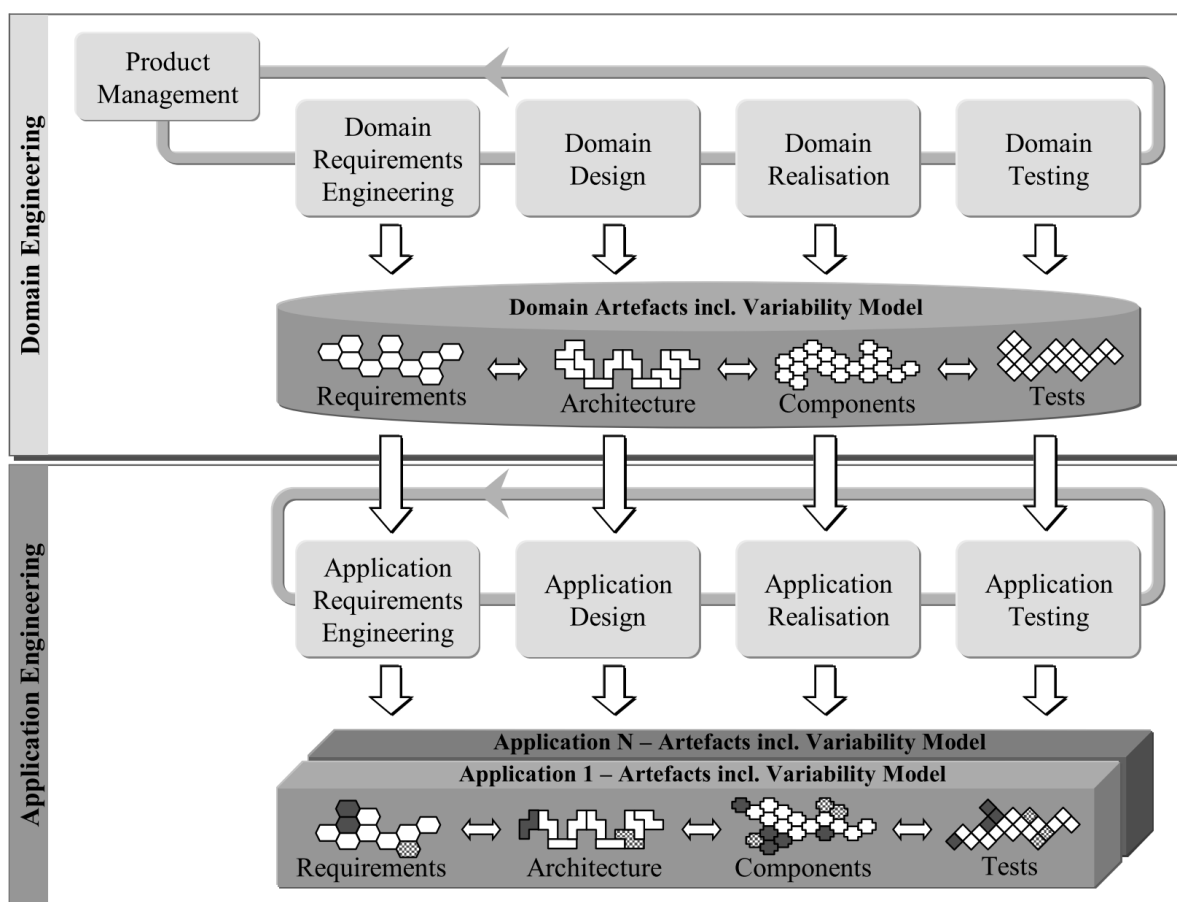 Domain Engineering
Product
Management
Domain
Requirements
Engineering
Domain
Design
Domain
Realisation
Domain
Testing
Domain Artefacts incl. Variability Model
Requirements
Architecture
Components
Tests
Application Engineering
Application
Requirements
Engineering
Application
Design
Application
Realisation
Application
Testing
Application N – Artefacts incl. Variability Model
Application 1 – Artefacts incl. Variability Model
Requirements
Architecture
Components
Tests